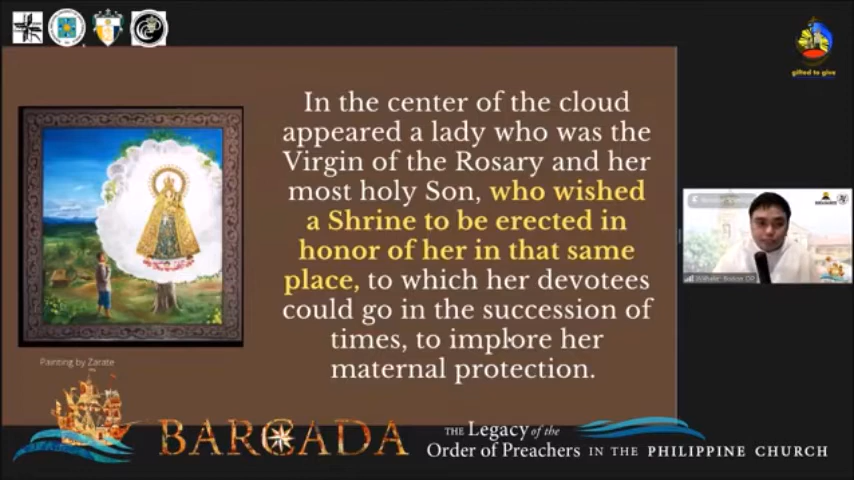 gifted to give
In the center of the cloud
appeared a lady who was the
Virgin of the Rosary and her
most holy Son, who wished
a Shrine to be erected in
honor of her in that same
place, to which her devotees
could go in the succession of
times, to implore her
maternal protection.
Painting by Zarate
BARCADA
THE Legacy of the
Order of Preachers IN THE PHILIPPINE CHURCH